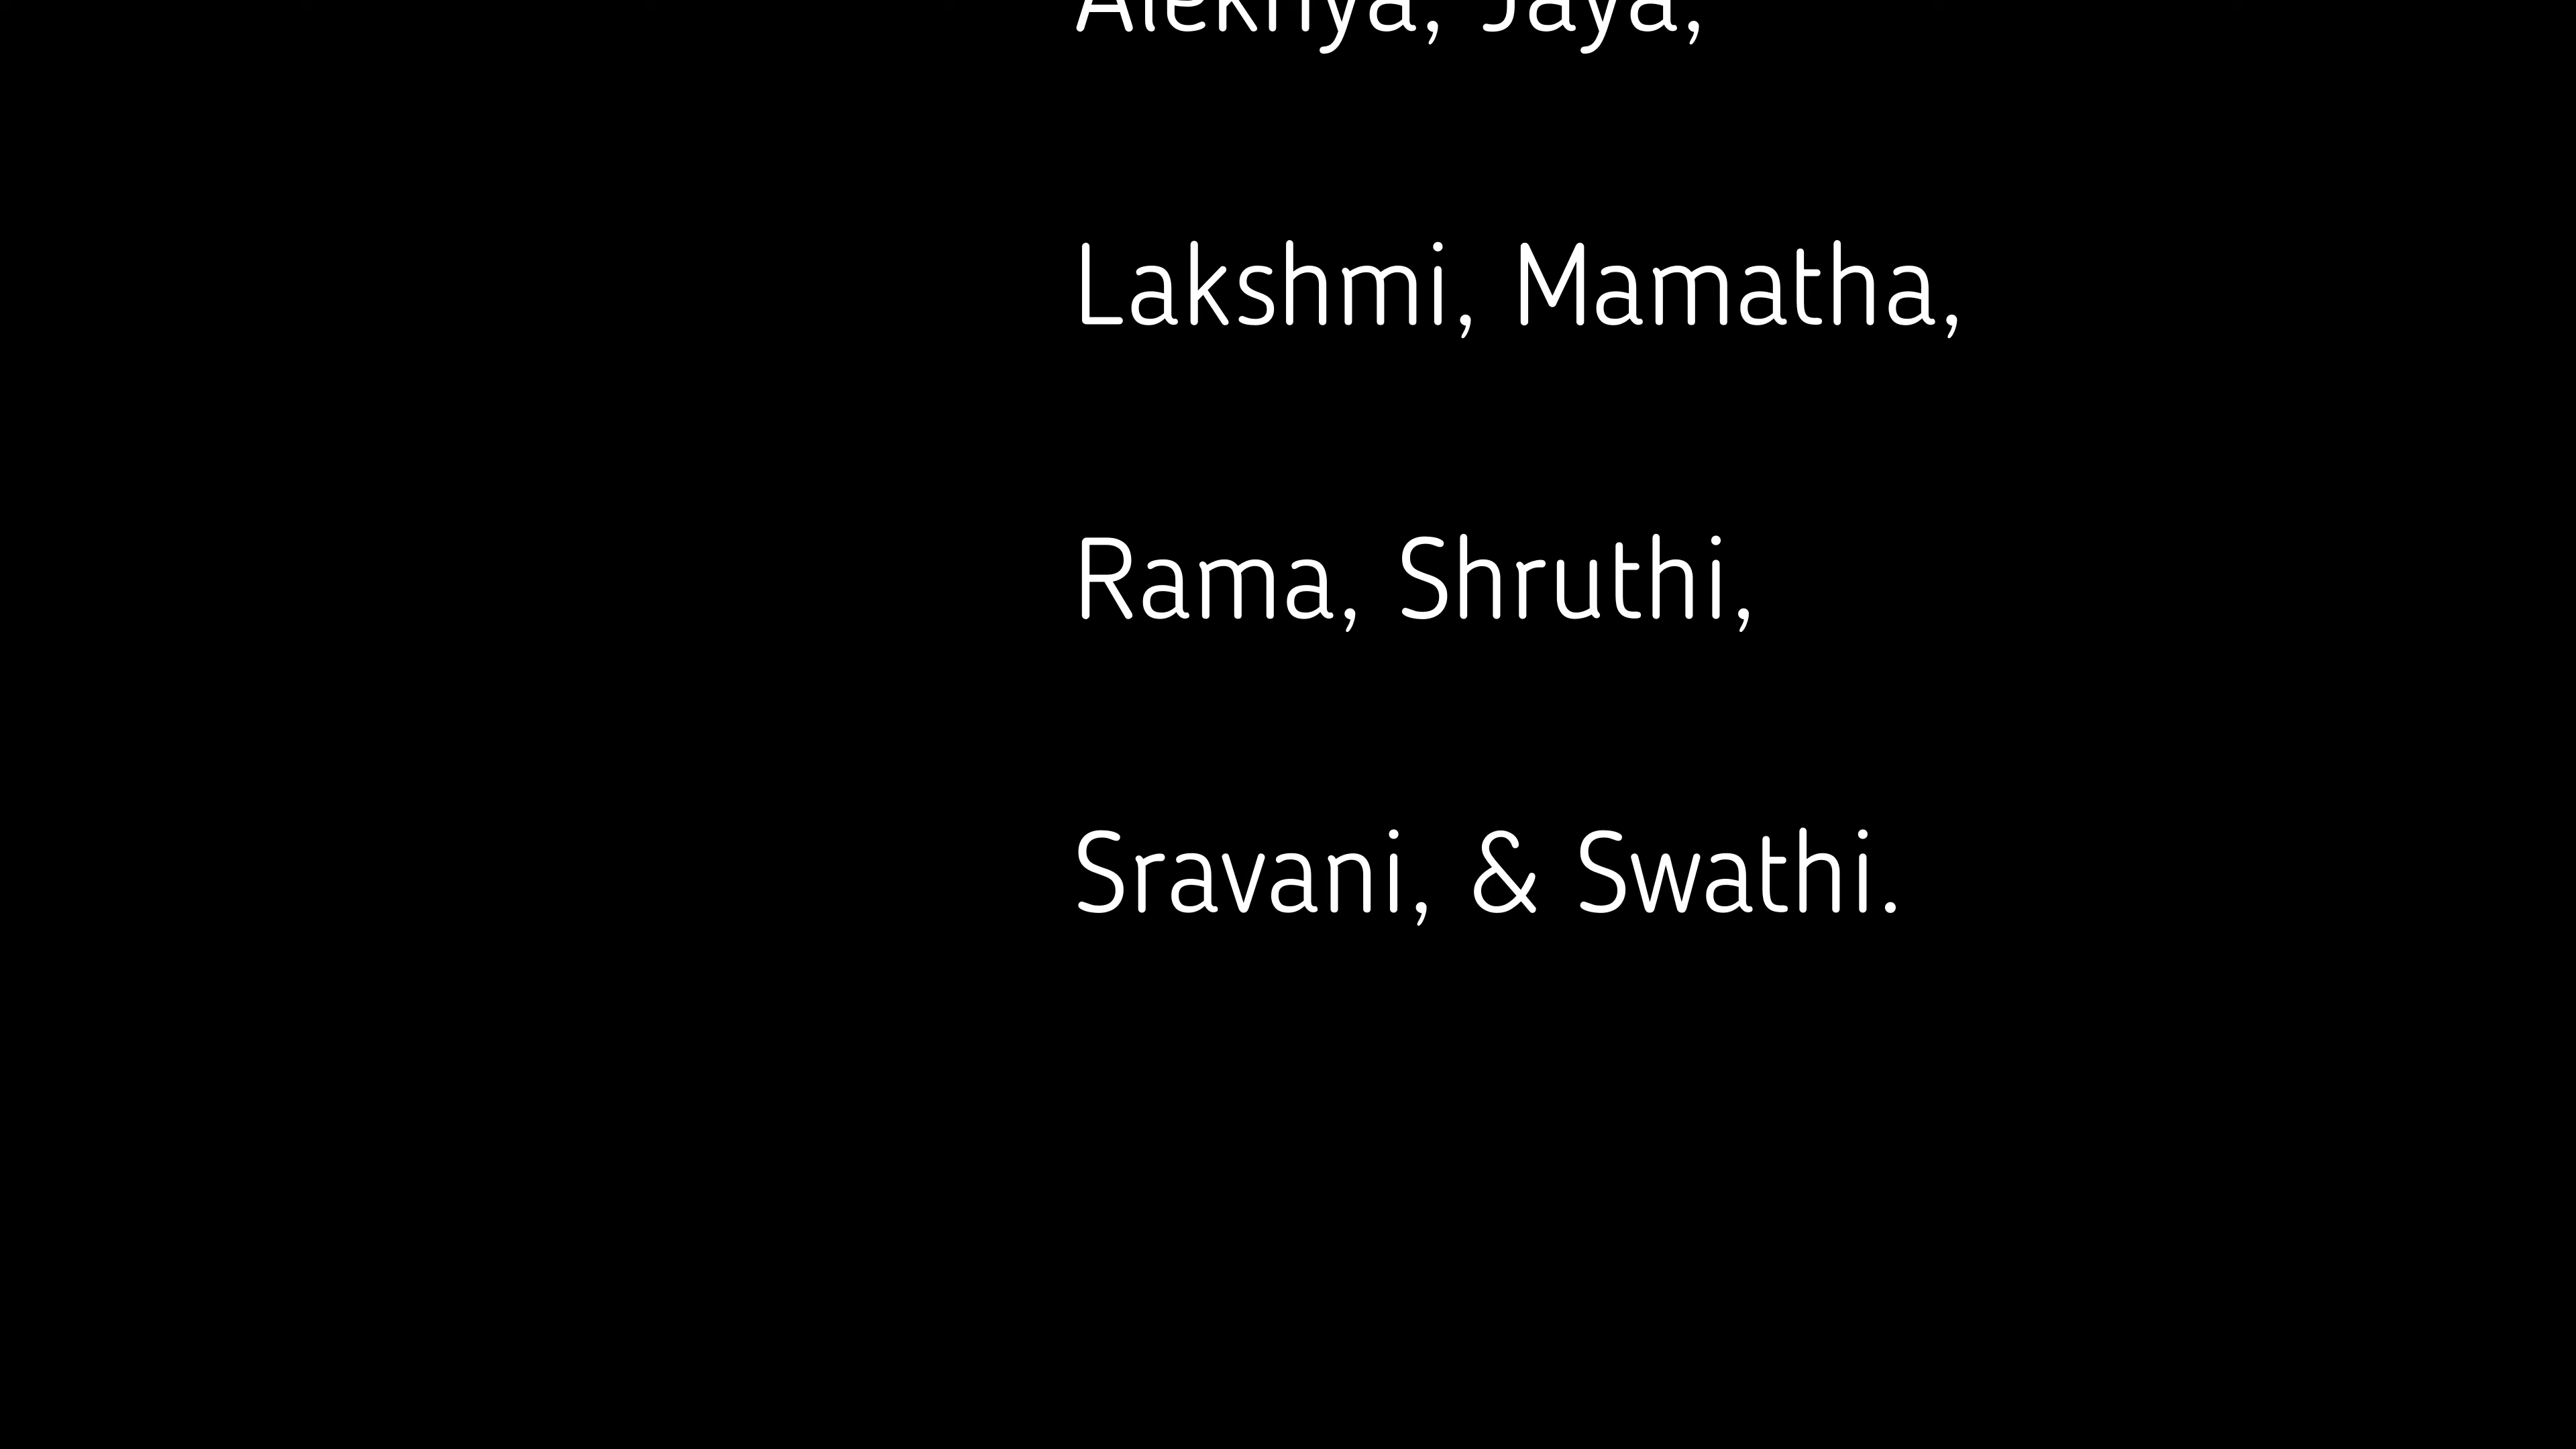 Alekhya, Jaya,
Lakshmi, Mamatha,
Rama, Shruthi,
Sravani, & Swathi.